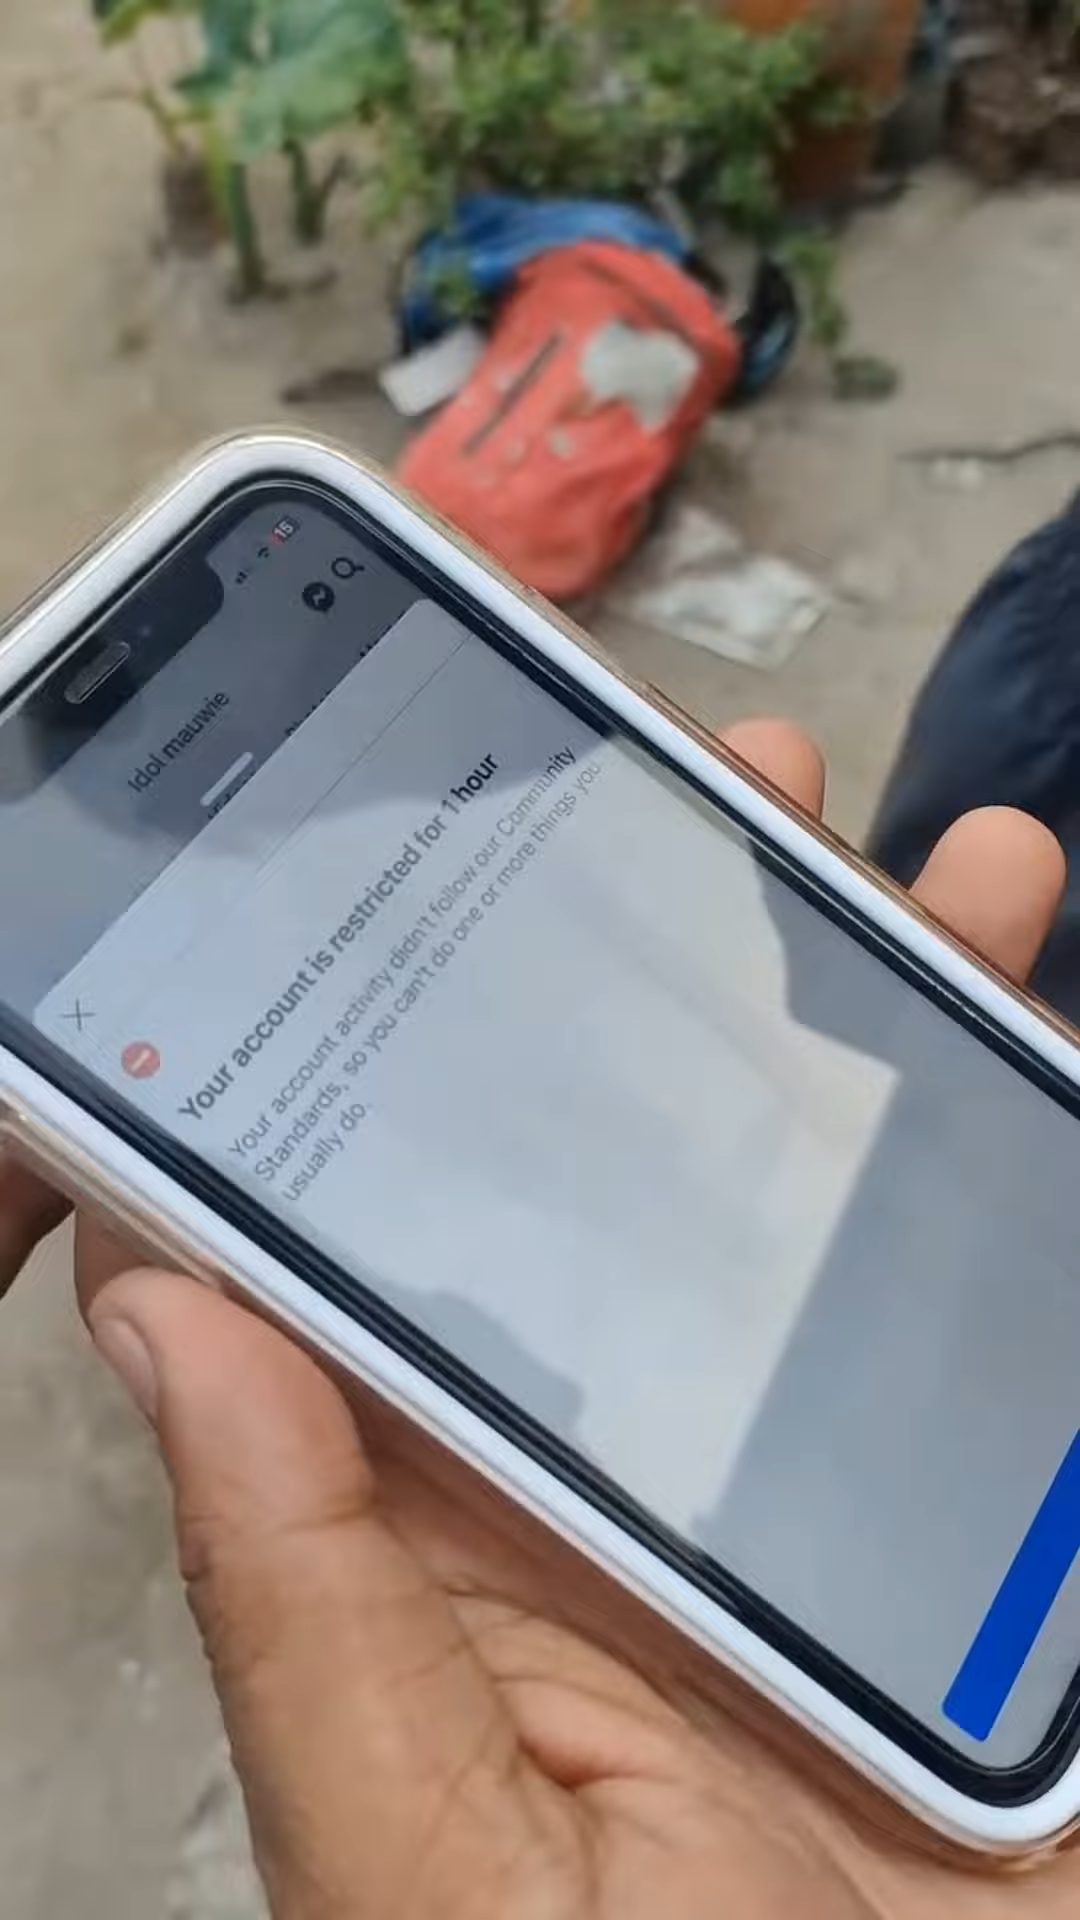 15
idol mauwie
Your account is restricted for 1 hour
Your account activity didn't follow our Community
Standards, so you can't do one or more things you
usually do.